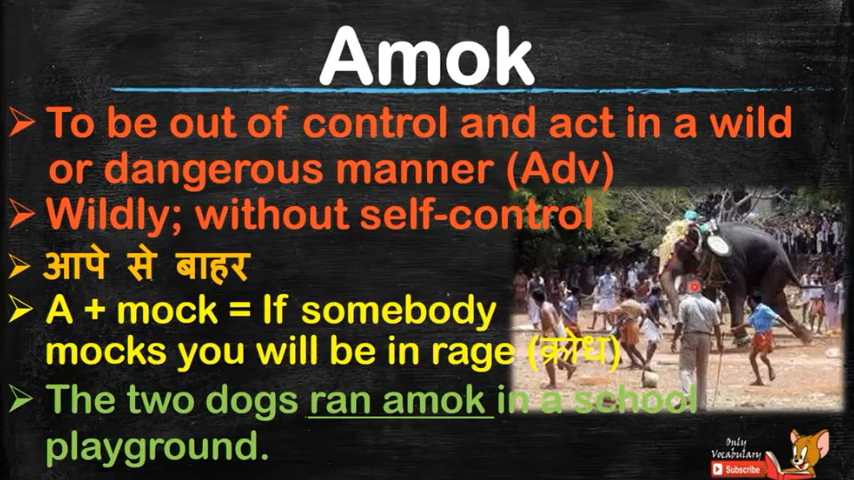 Amok
➢ To be out of control and act in a wild
or dangerous manner (Adv)
➢ Wildly; without self-control
➢ आपे से बाहर
➢ A + mock = If somebody
mocks you will be in rage (क्रोध)
➢ The two dogs ran amok in a school
playground.
Only
Vocabulary
Subscribe